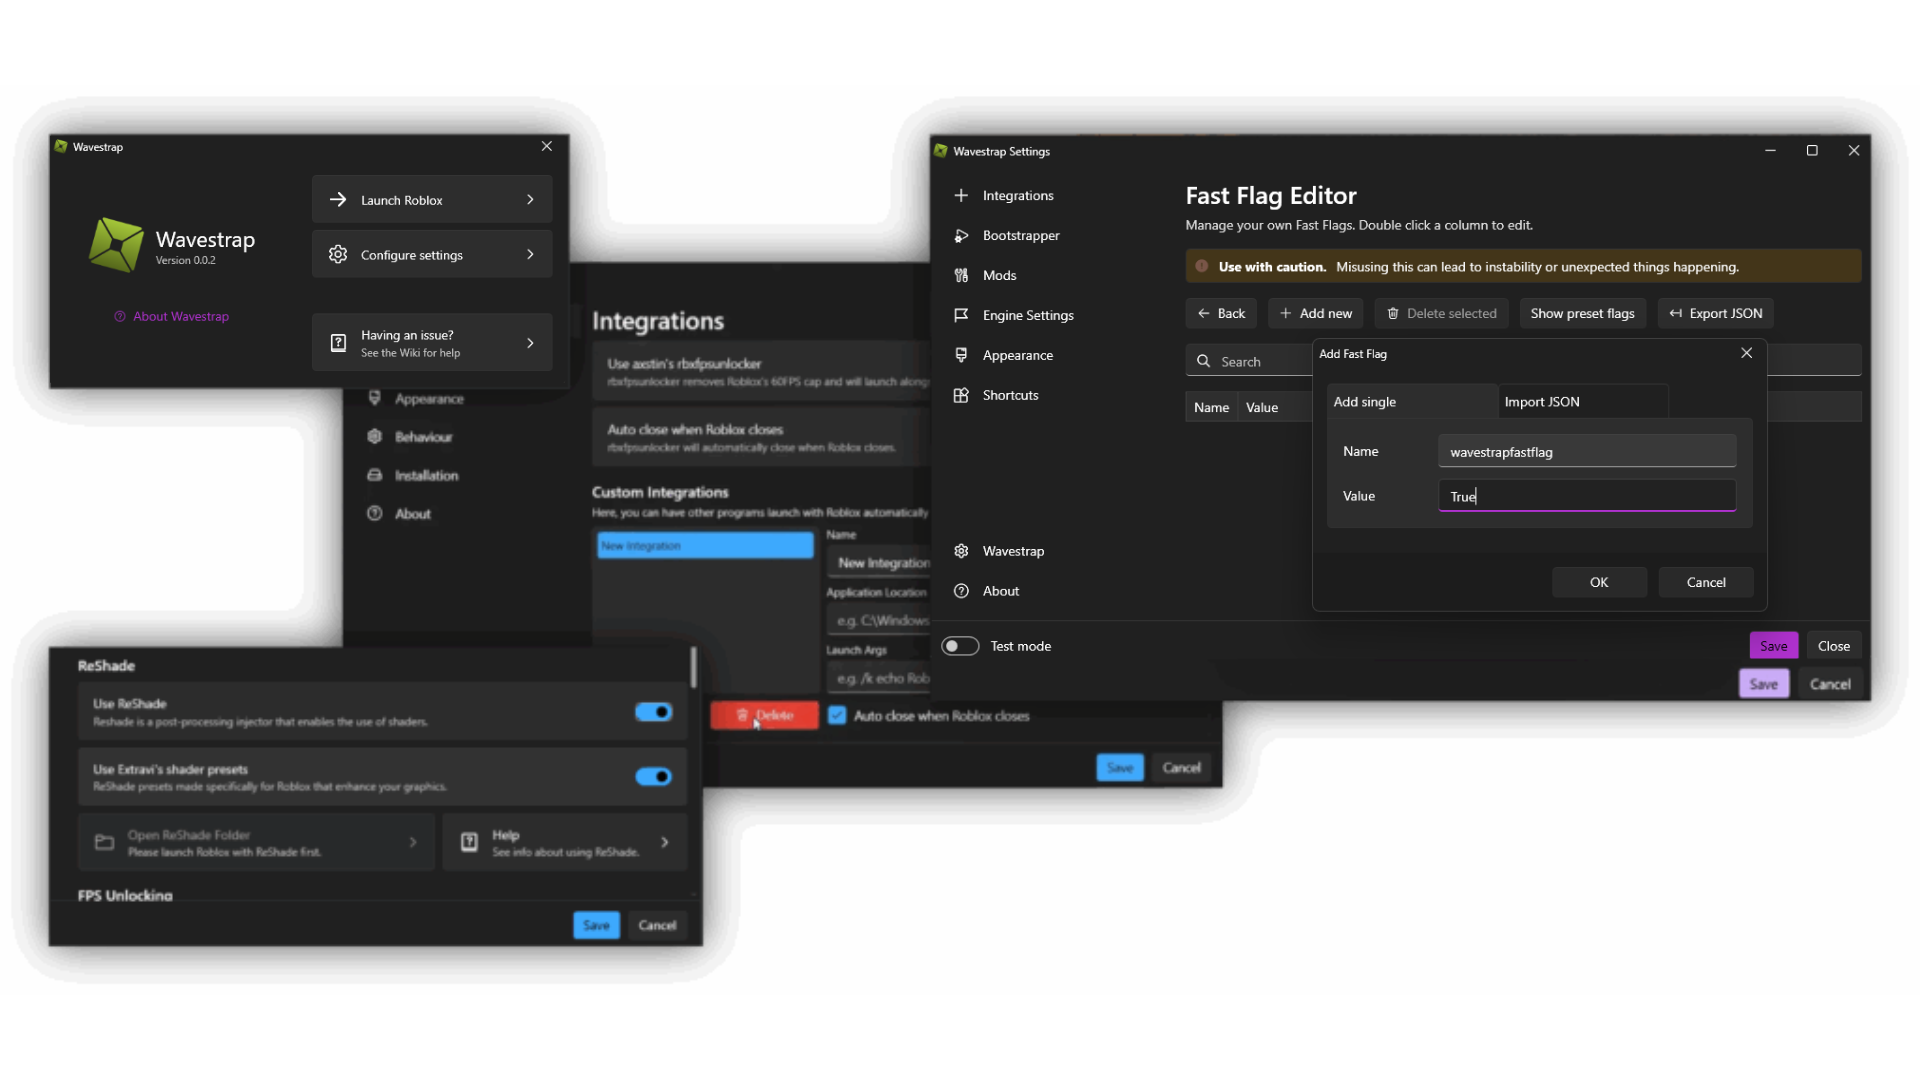 Wavestrap
Wavestrap
Version 0.0.2
About Wavestrap
Launch Roblox
Configure settings
Having an issue?
See the Wiki for help
Appearance
Behaviour
Installation
About
Integrations
Use axstin's rbxfpsunlocker
rbxfpsunlocker removes Roblox's 60FPS cap and will launch along
Auto close when Roblox closes
rbxfpsunlocker will automatically close when Roblox closes.
Custom Integrations
Here, you can have other programs launch with Roblox automatically
New Integration
Name
New Integration
Application Location
e.g. C:\Windows
Launch Args
e.g. /k echo Rob
Delete
Auto close when Roblox closes
Save
Cancel
ReShade
Use ReShade
Reshade is a post-processing injector that enables the use of shaders.
Use Extravi's shader presets
ReShade presets made specifically for Roblox that enhance your graphics.
Open ReShade Folder
Please launch Roblox with ReShade first.
Help
See info about using ReShade.
FPS Unlocking
Save
Cancel
Wavestrap Settings
Integrations
Bootstrapper
Mods
Engine Settings
Appearance
Shortcuts
Wavestrap
About
Fast Flag Editor
Manage your own Fast Flags. Double click a column to edit.
Use with caution. Misusing this can lead to instability or unexpected things happening.
Back
Add new
Delete selected
Show preset flags
Export JSON
Search
Name
Value
Add Fast Flag
Add single
Import JSON
Name
wavestrapfastflag
Value
True
OK
Cancel
Test mode
Save
Close
Save
Cancel